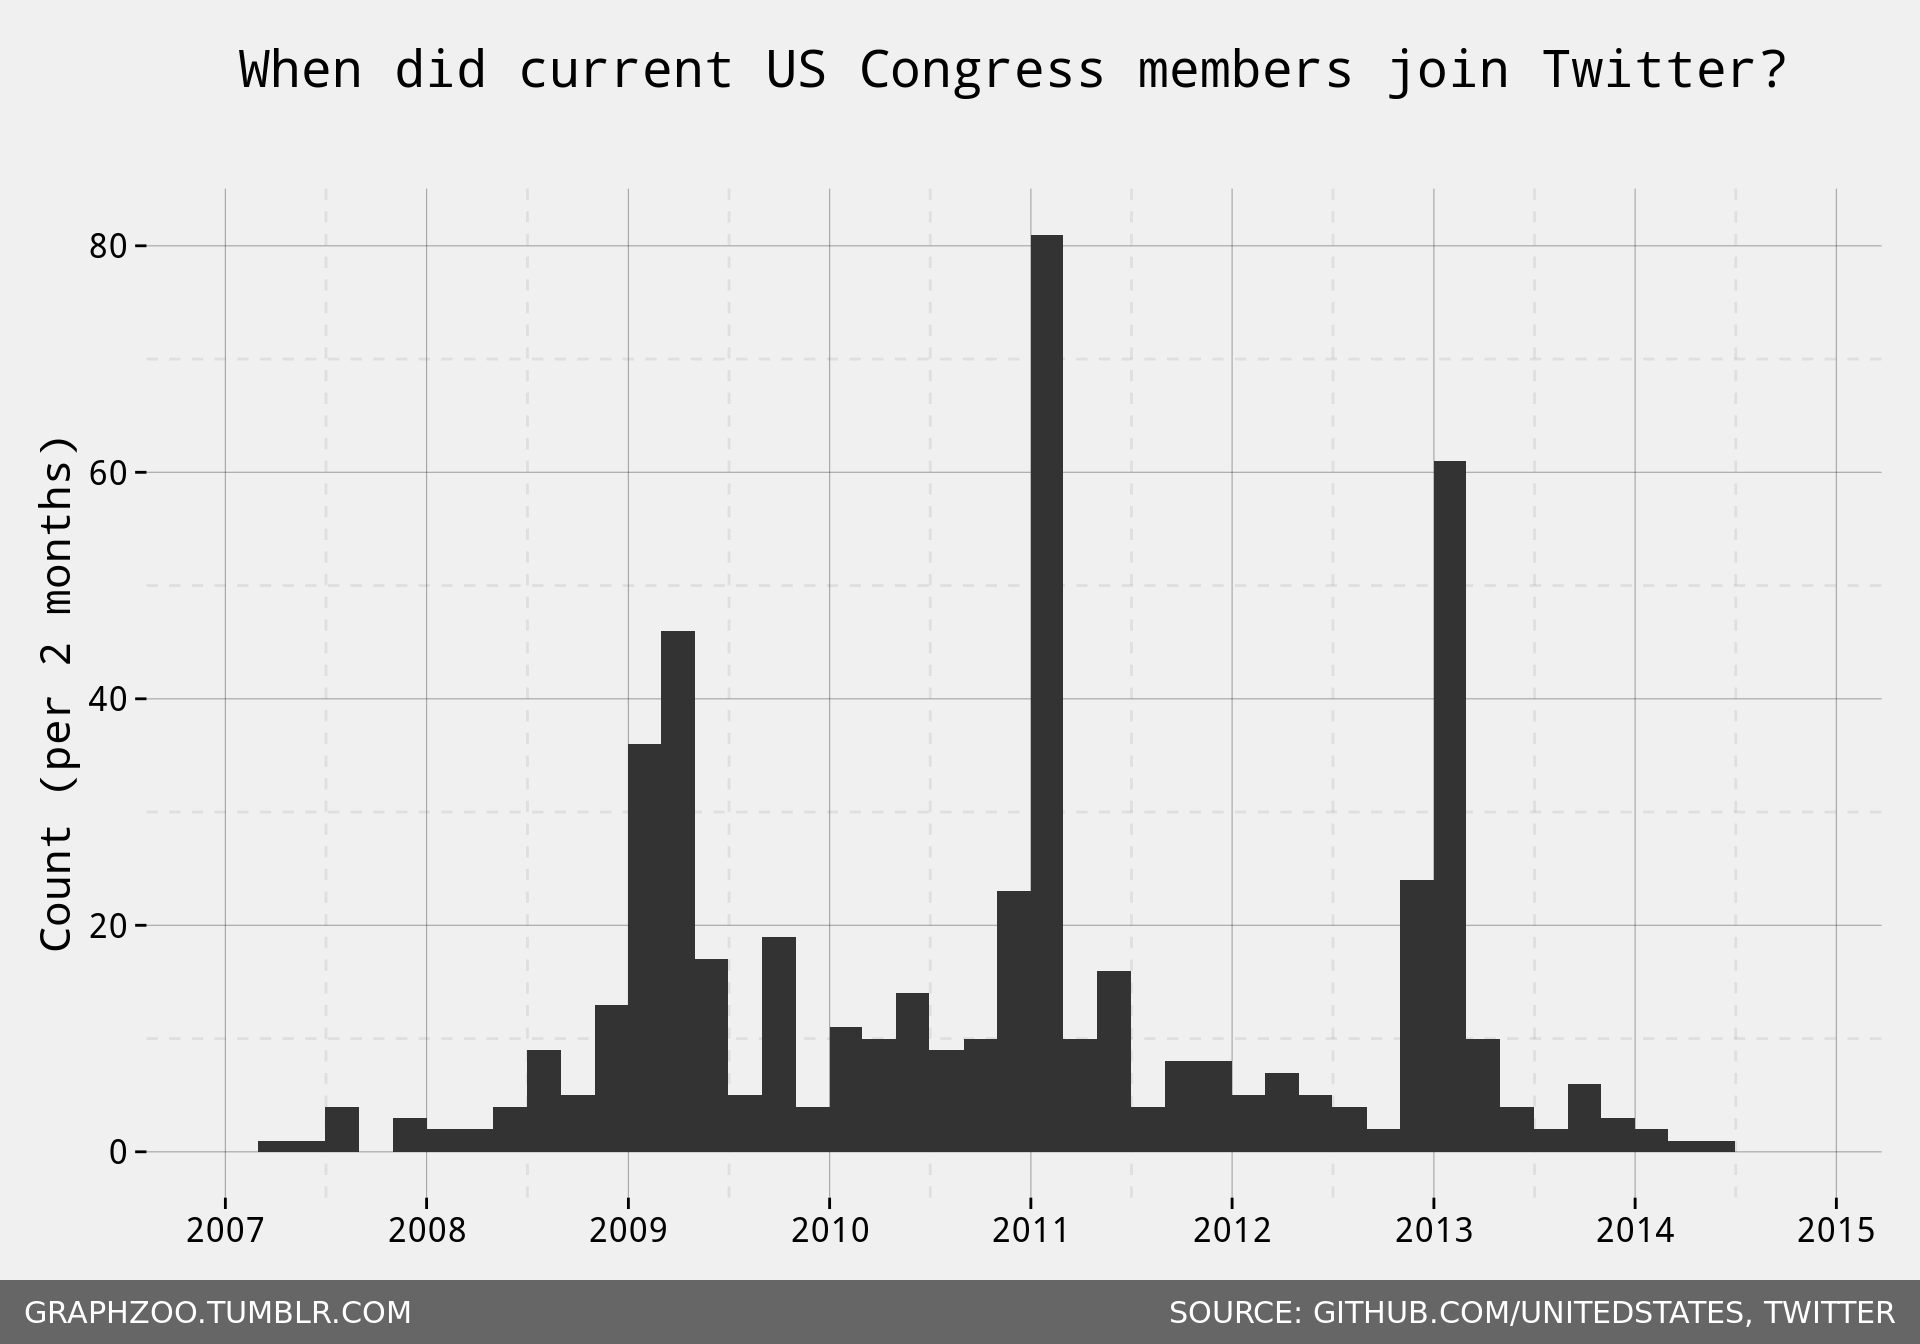 When did current US Congress members join Twitter?
Count (per 2 months)
80
60
40
20
0
2007 2008 2009 2010 2011 2012 2013 2014 2015
GRAPHZOO.TUMBLR.COM
SOURCE: GITHUB.COM/UNITEDSTATES, TWITTER